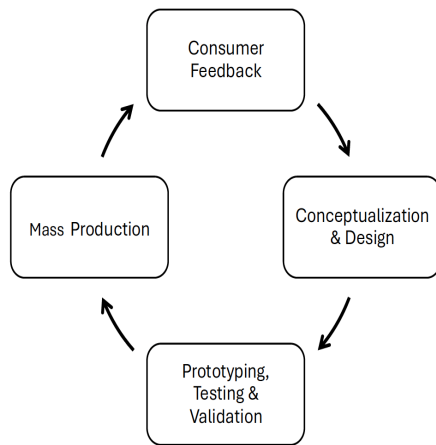 Consumer
Feedback
Conceptualization
& Design
Prototyping,
Testing &
Validation
Mass Production